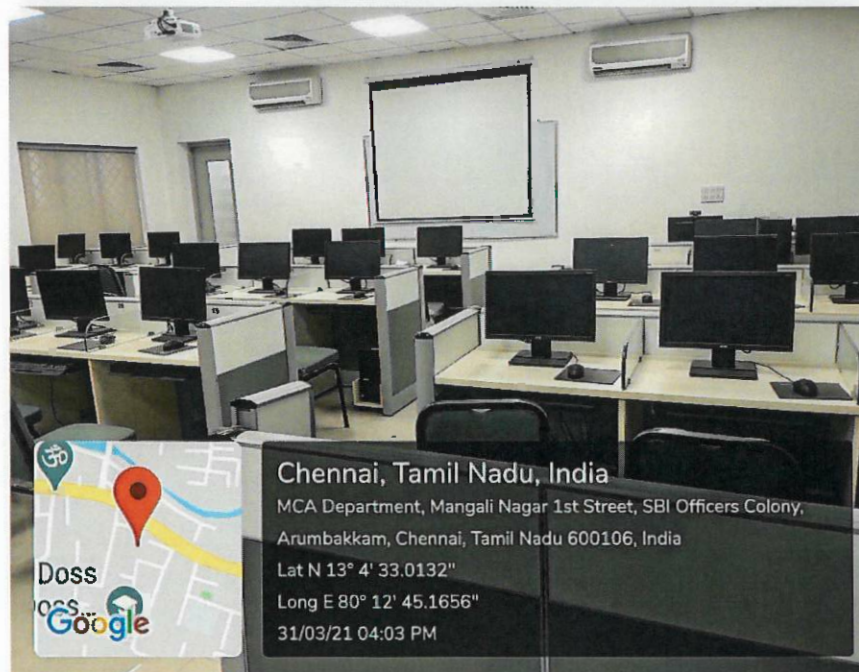 Chennai, Tamil Nadu, India
MCA Department, Mangali Nagar 1st Street, SBI Officers Colony,
Arumbakkam, Chennai, Tamil Nadu 600106, India
Lat N 13° 4' 33.0132"
Long E 80° 12' 45.1656"
31/03/21 04:03 PM
ॐ
Doss
Google